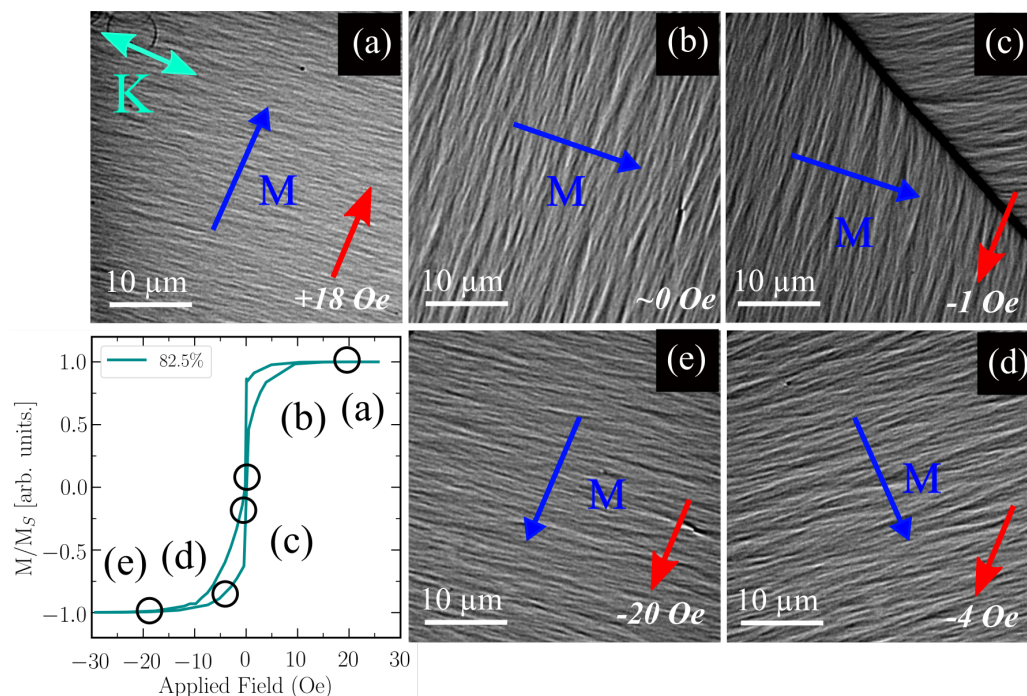 (a)
K
M
10 μm
+18 Oe
(b)
M
10 μm
~0 Oe
(c)
M
10 μm
-1 Oe
82.5%
(b)
(a)
(e)
(d)
(c)
1.0
0.5
0.0
−0.5
−1.0
M/M_S [arb. units.]
−30
−20
−10
0
10
20
30
Applied Field (Oe)
(e)
M
10 μm
-20 Oe
(d)
M
10 μm
-4 Oe